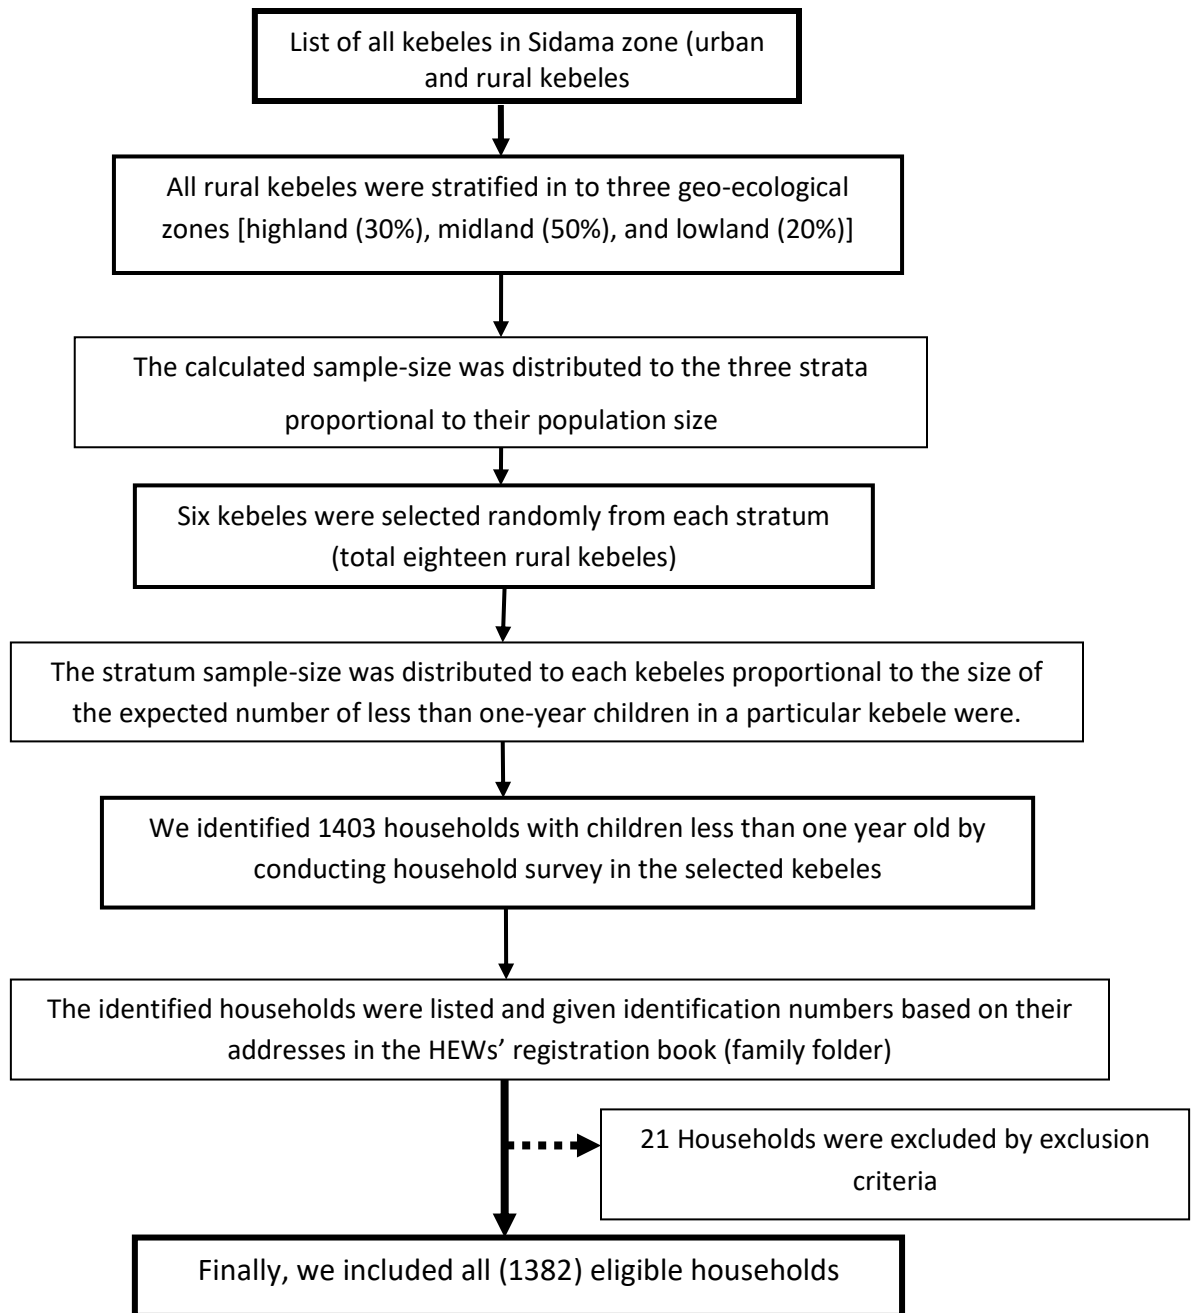 List of all kebeles in Sidama zone (urban
and rural kebeles
All rural kebeles were stratified in to three geo-ecological
zones [highland (30%), midland (50%), and lowland (20%)]
The calculated sample-size was distributed to the three strata
proportional to their population size
Six kebeles were selected randomly from each stratum
(total eighteen rural kebeles)
The stratum sample-size was distributed to each kebeles proportional to the size of
the expected number of less than one-year children in a particular kebele were.
We identified 1403 households with children less than one year old by
conducting household survey in the selected kebeles
The identified households were listed and given identification numbers based on their
addresses in the HEWs’ registration book (family folder)
21 Households were excluded by exclusion
criteria
Finally, we included all (1382) eligible households